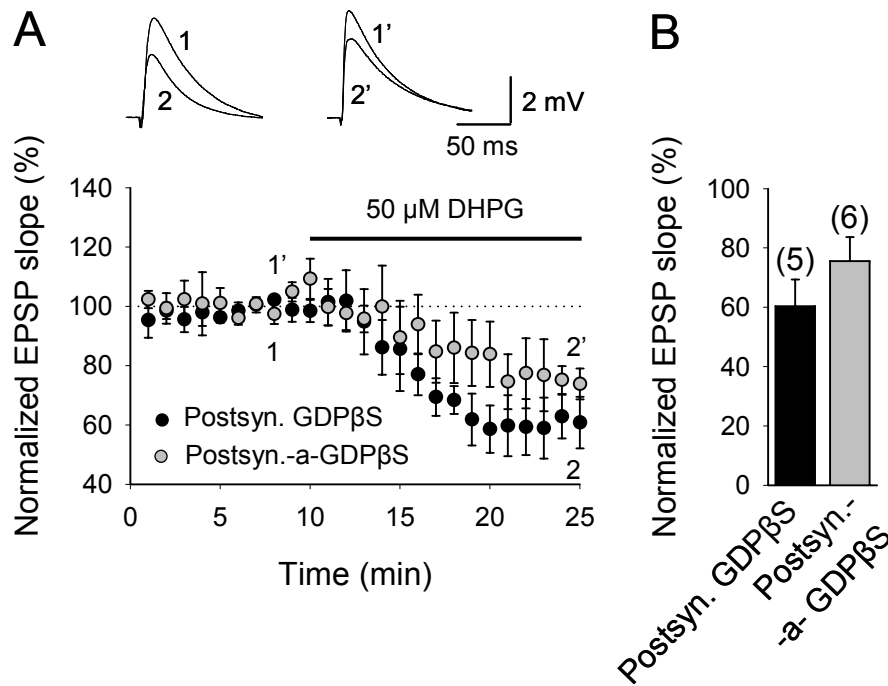 A
1
2
1'
2'
2 mV
50 ms
Normalized EPSP slope (%)
140
120
100
80
60
40
50 µM DHPG
1'
1
2'
2
Postsyn. GDPβS
Postsyn.-a-GDPβS
0
5
10
15
20
25
Time (min)
B
Normalized EPSP slope (%)
100
80
60
40
20
0
(5)
(6)
Postsyn. GDPβS
Postsyn.-
-a- GDPβS